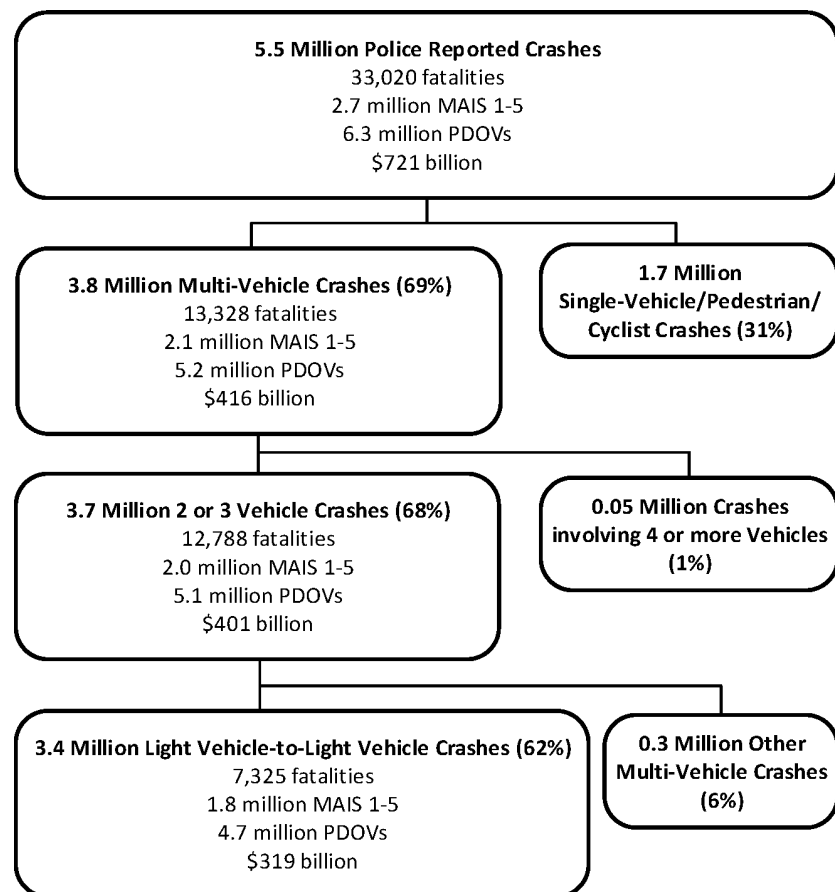 5.5 Million Police Reported Crashes
33,020 fatalities
2.7 million MAIS 1-5
6.3 million PDOVs
$721 billion
3.8 Million Multi-Vehicle Crashes (69%)
13,328 fatalities
2.1 million MAIS 1-5
5.2 million PDOVs
$416 billion
1.7 Million
Single-Vehicle/Pedestrian/
Cyclist Crashes (31%)
3.7 Million 2 or 3 Vehicle Crashes (68%)
12,788 fatalities
2.0 million MAIS 1-5
5.1 million PDOVs
$401 billion
0.05 Million Crashes
involving 4 or more Vehicles
(1%)
3.4 Million Light Vehicle-to-Light Vehicle Crashes (62%)
7,325 fatalities
1.8 million MAIS 1-5
4.7 million PDOVs
$319 billion
0.3 Million Other
Multi-Vehicle Crashes
(6%)